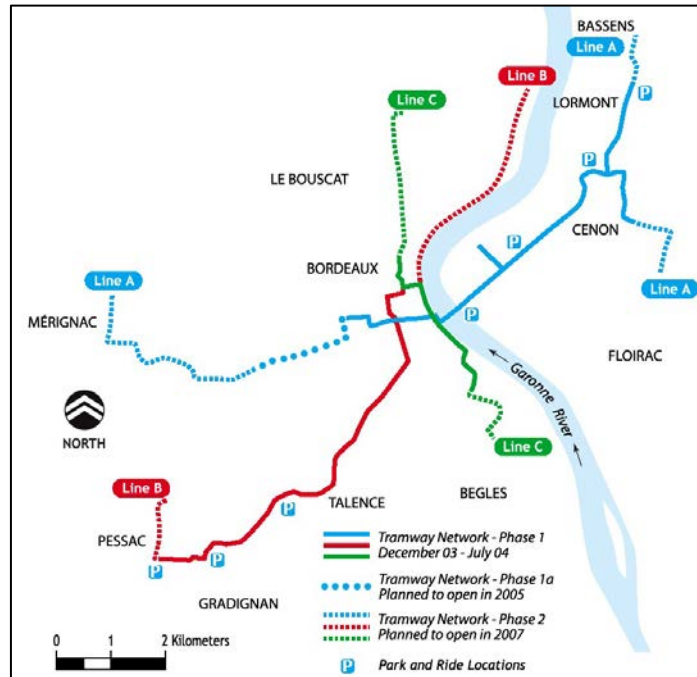 BASSENS
Line A
Line B
LORMONT
P
Line C
P
LE BOUSCAT
CENON
P
BORDEAUX
Line A
Line A
MÉRIGNAC
P
FLOIRAC
Garonne
River
NORTH
Line C
Line B
BEGLES
TALENCE
P
PESSAC
P
P
GRADIGNAN
Tramway Network - Phase 1
December 03 - July 04
Tramway Network - Phase 1a
Planned to open in 2005
Tramway Network - Phase 2
Planned to open in 2007
0 1 2 Kilometers
P Park and Ride Locations